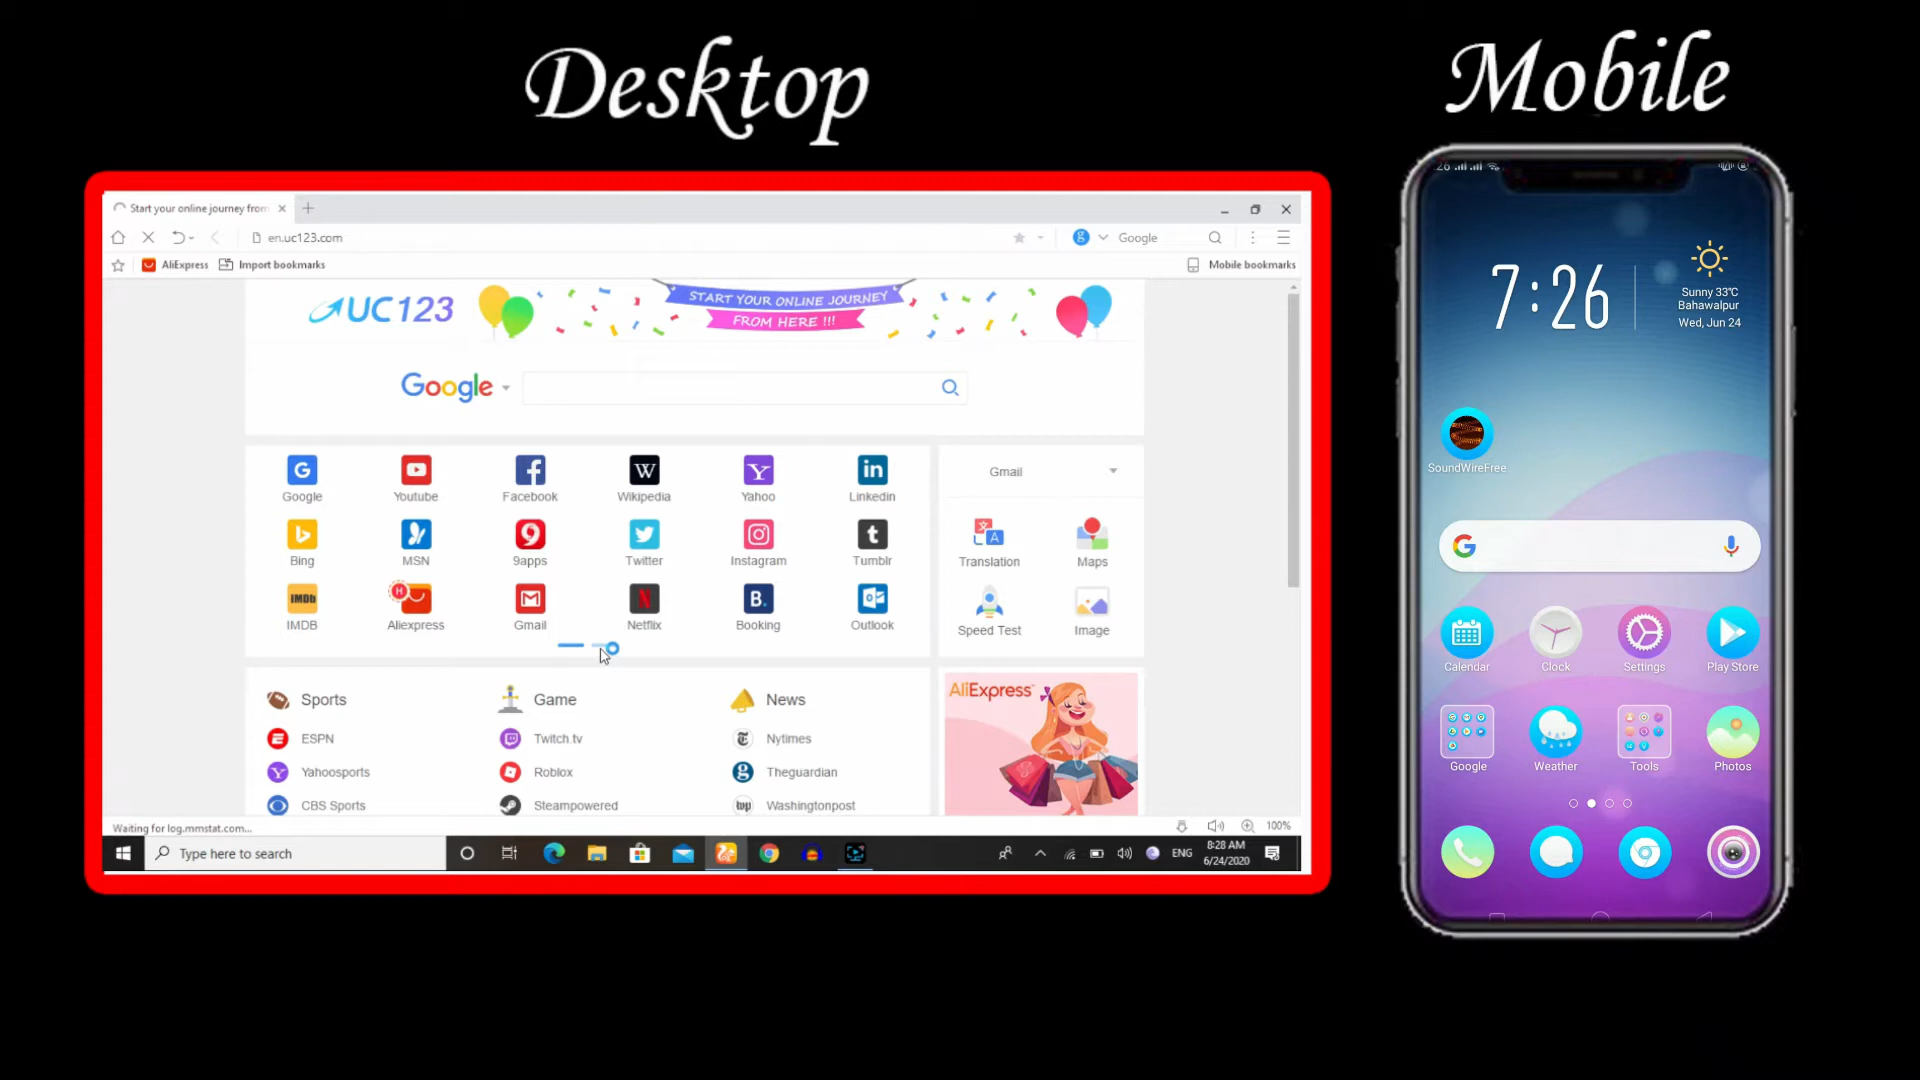 Desktop
Mobile
Start your online journey from
en.uc123.com
Google
AliExpress
Import bookmarks
Mobile bookmarks
UC123
START YOUR ONLINE JOURNEY
FROM HERE !!!
Google
Google
Youtube
Facebook
Wikipedia
Yahoo
Linkedin
Gmail
Bing
MSN
9apps
Twitter
Instagram
Tumblr
Translation
Maps
IMDb
IMDB
Aliexpress
Gmail
Netflix
Booking
Outlook
Speed Test
Image
Sports
Game
News
AliExpress
ESPN
Twitch.tv
Nytimes
Yahoosports
Roblox
Theguardian
CBS Sports
Steampowered
Washingtonpost
Waiting for log.mmstat.com...
100%
Type here to search
ENG
8:28 AM
6/24/2020
7:26
Sunny 33℃
Bahawalpur
Wed, Jun 24
SoundWireFree
Calendar
Clock
Settings
Play Store
Google
Weather
Tools
Photos